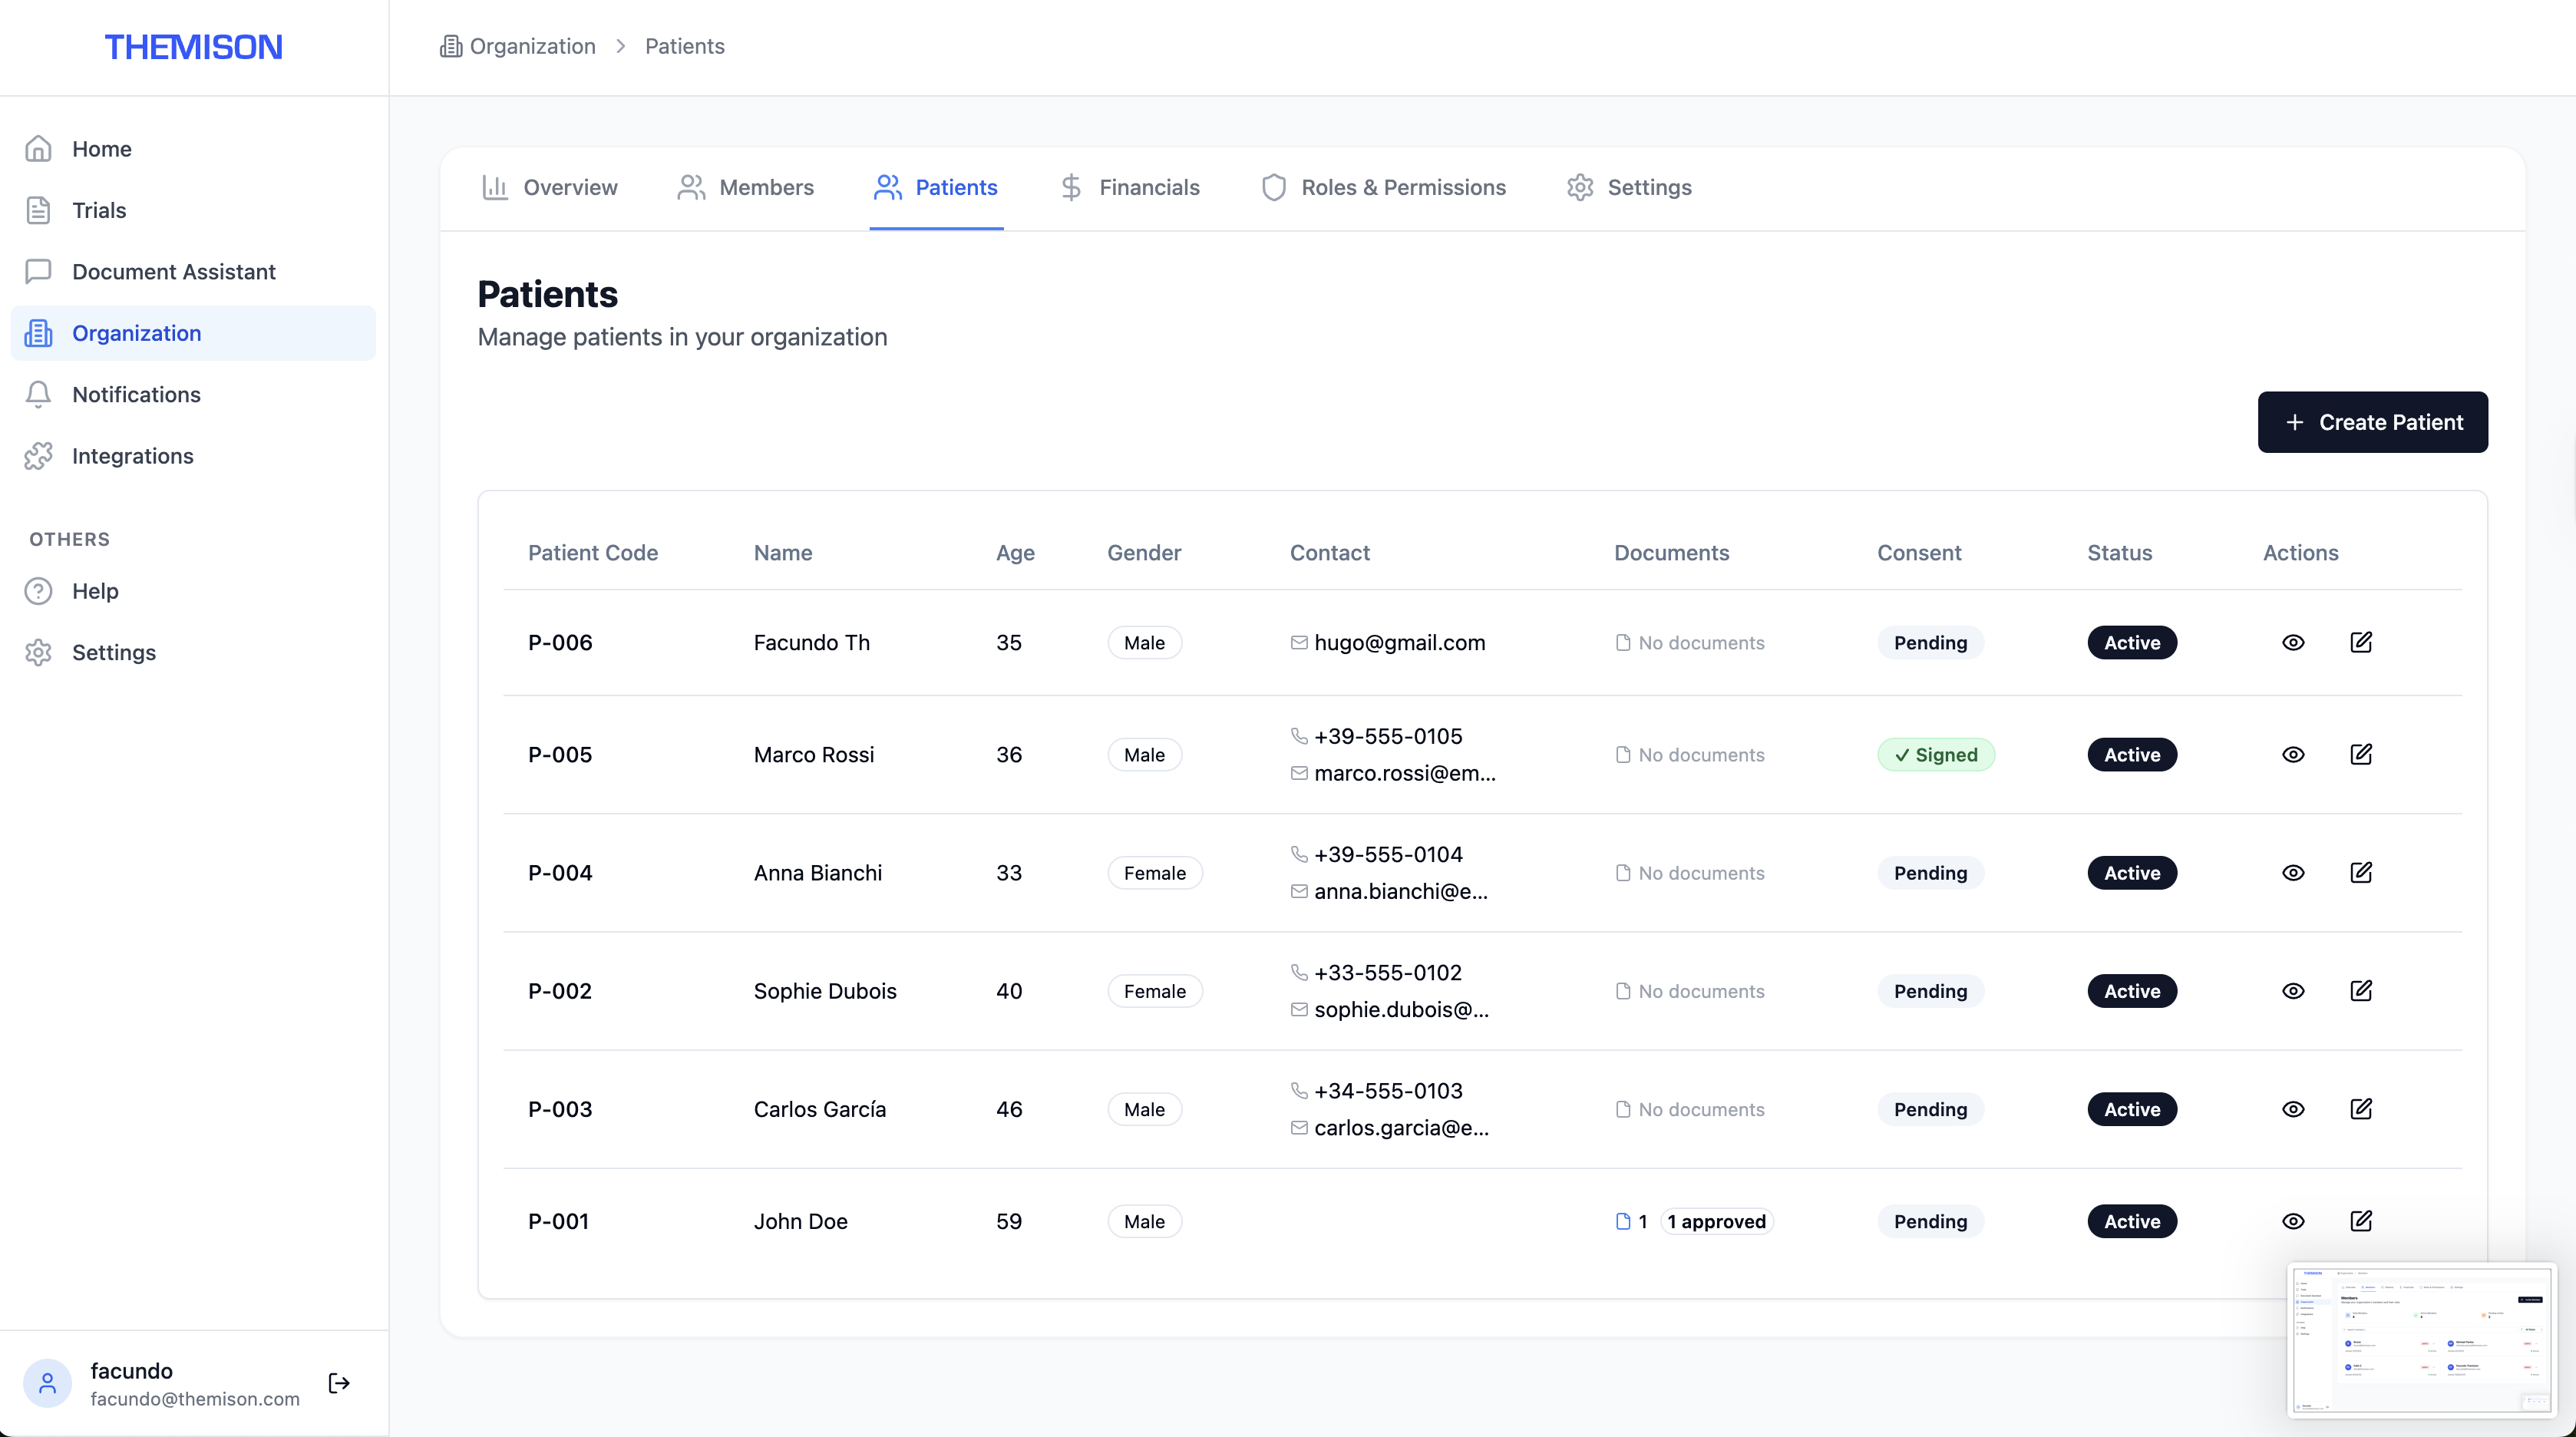 THEMISON
Organization > Patients
Home
Trials
Document Assistant
Organization
Notifications
Integrations
OTHERS
Help
Settings
facundo
facundo@themison.com
Overview Members Patients Financials Roles & Permissions Settings
Patients
Manage patients in your organization
+ Create Patient
Patient Code Name Age Gender Contact Documents Consent Status Actions
P-006 Facundo Th 35 Male hugo@gmail.com No documents Pending Active
P-005 Marco Rossi 36 Male +39-555-0105 No documents ✓ Signed Active
marco.rossi@em...
P-004 Anna Bianchi 33 Female +39-555-0104 No documents Pending Active
anna.bianchi@e...
P-002 Sophie Dubois 40 Female +33-555-0102 No documents Pending Active
sophie.dubois@...
P-003 Carlos García 46 Male +34-555-0103 No documents Pending Active
carlos.garcia@e...
P-001 John Doe 59 Male 1 1 approved Pending Active
THEMISON
Members